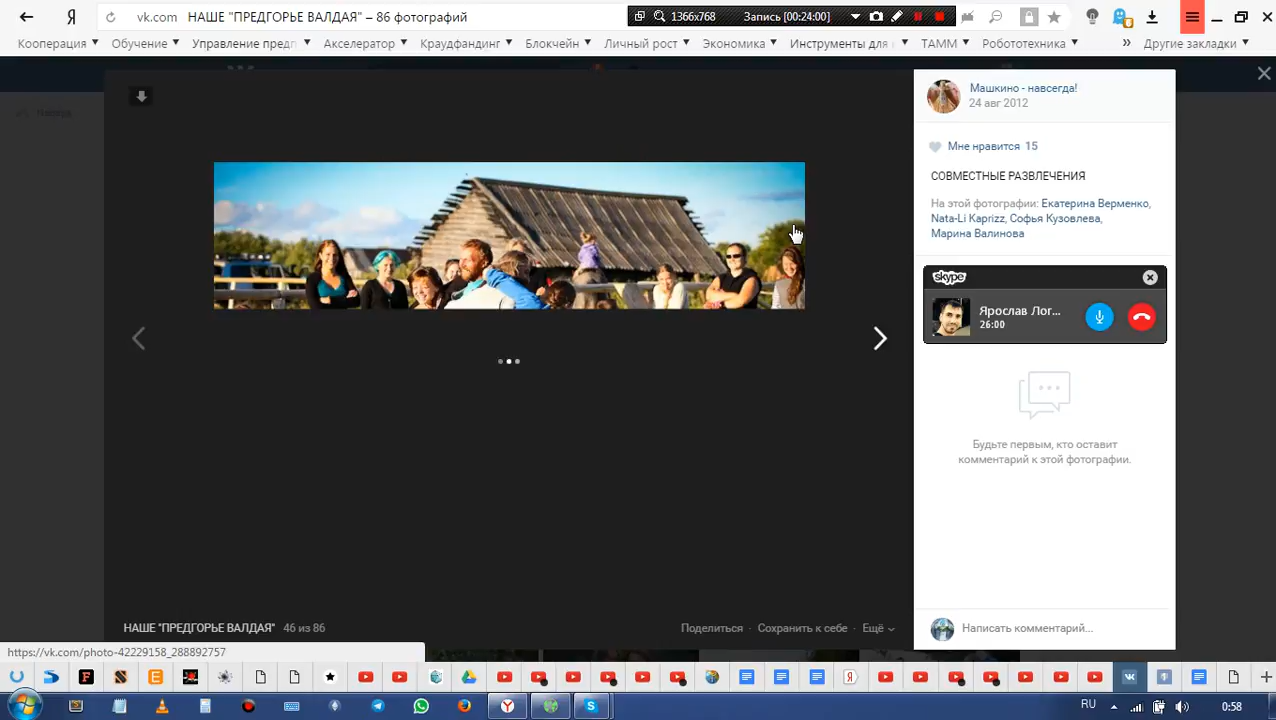 vk.com НАШЕ "ПРЕДГОРЬЕ ВАЛДАЯ" – 86 фотографий
1366x768 Запись [00:24:00]
Кооперация Обучение Управление предп Акселератор Краудфандинг Блокчейн Личный рост Экономика Инструменты для ТАММ Робототехника » Другие закладки
Машкино - навсегда!
24 авг 2012
Мне нравится 15
СОВМЕСТНЫЕ РАЗВЛЕЧЕНИЯ
На этой фотографии: Екатерина Верменко,
Nata-Li Kaprizz, Софья Кузовлева,
Марина Валинова
skype
Ярослав Лог...
26:00
Будьте первым, кто оставит
комментарий к этой фотографии.
НАШЕ "ПРЕДГОРЬЕ ВАЛДАЯ" 46 из 86
Поделиться · Сохранить к себе · Ещё
Написать комментарий...
https://vk.com/photo-42229158_288892757
RU 0:58